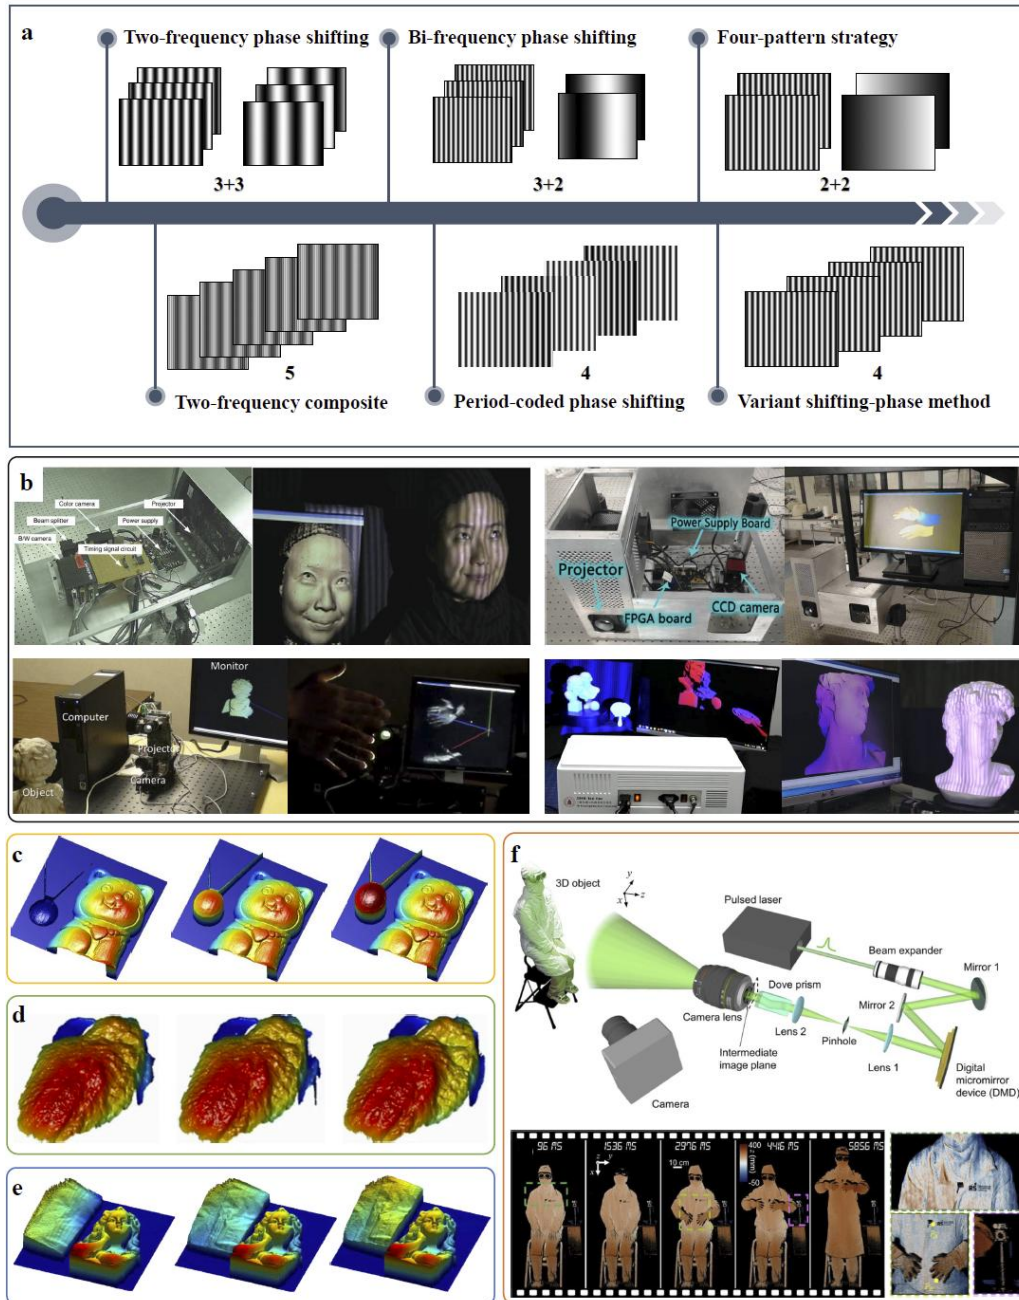 a
Two-frequency phase shifting
Bi-frequency phase shifting
Four-pattern strategy
3+3
3+2
2+2
5
4
4
Two-frequency composite
Period-coded phase shifting
Variant shifting-phase method
b
Color camera
Projector
Beam splitter
Power supply
B/W camera
Timing signal circuit
Power Supply Board
Projector
FPGA board
CCD camera
Monitor
Computer
Projector
Camera
Object
c
d
e
f
3D object
y
z
x
Pulsed laser
Beam expander
Mirror 1
Dove prism
Mirror 2
Camera lens
Lens 2
Pinhole
Lens 1
Intermediate
image plane
Digital
micromirror
device (DMD)
Camera
96 MS
1536 MS
2976 MS
4416 MS
5856 MS
10 cm
400
z (mm)
-50